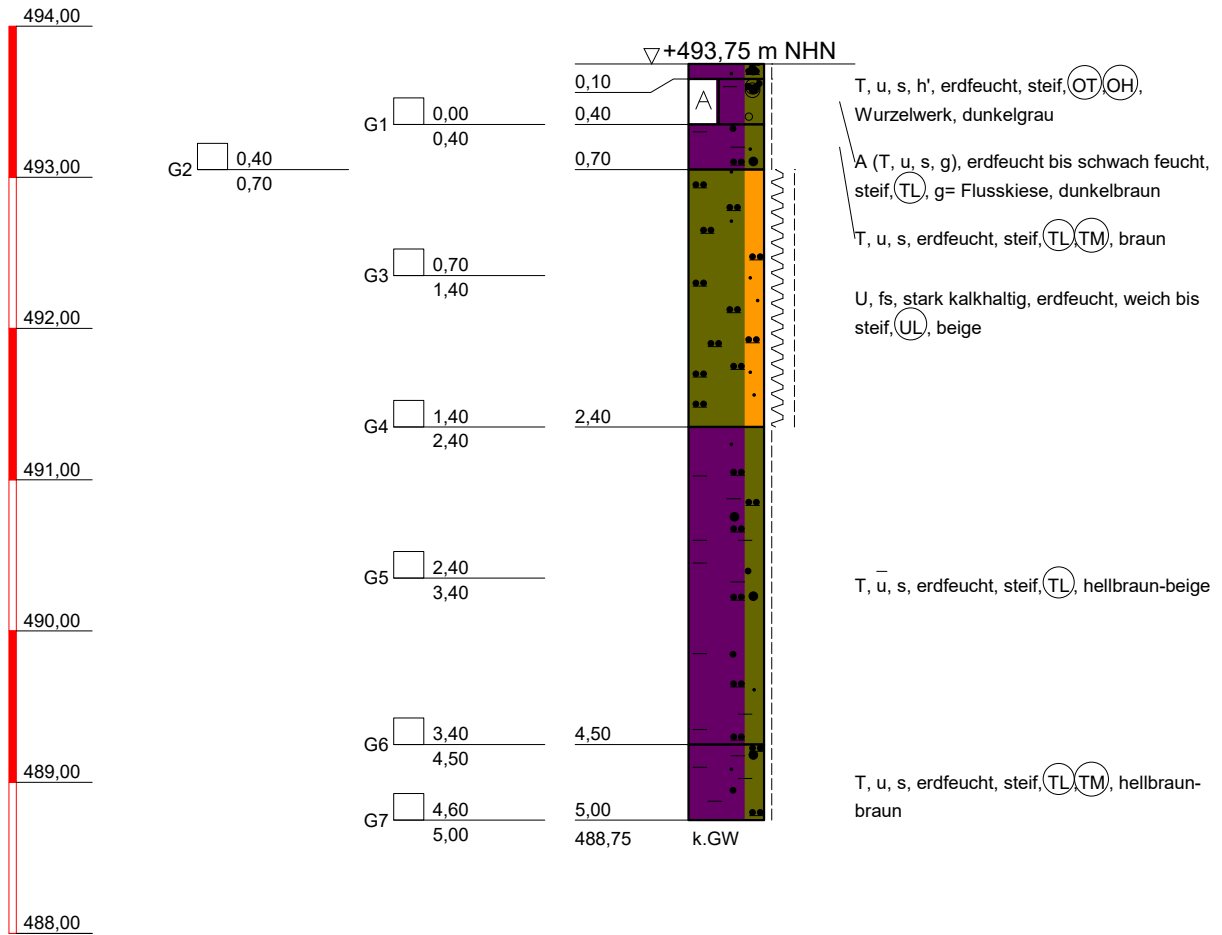 494,00
+493,75 m NHN
0,10
T, u, s, h', erdfeucht, steif, OT, OH,
Wurzelwerk, dunkelgrau
A
G1 0,00
0,40
0,40
G2 0,40
0,70
493,00
0,70
A (T, u, s, g), erdfeucht bis schwach feucht,
steif, TL, g= Flusskiese, dunkelbraun
T, u, s, erdfeucht, steif, TL, TM, braun
G3 0,70
1,40
U, fs, stark kalkhaltig, erdfeucht, weich bis
steif, UL, beige
492,00
G4 1,40
2,40
2,40
491,00
G5 2,40
3,40
T, u̅, s, erdfeucht, steif, TL, hellbraun-beige
490,00
G6 3,40
4,50
4,50
489,00
T, u, s, erdfeucht, steif, TL, TM, hellbraun-
braun
G7 4,60
5,00
5,00
488,75
k.GW
488,00